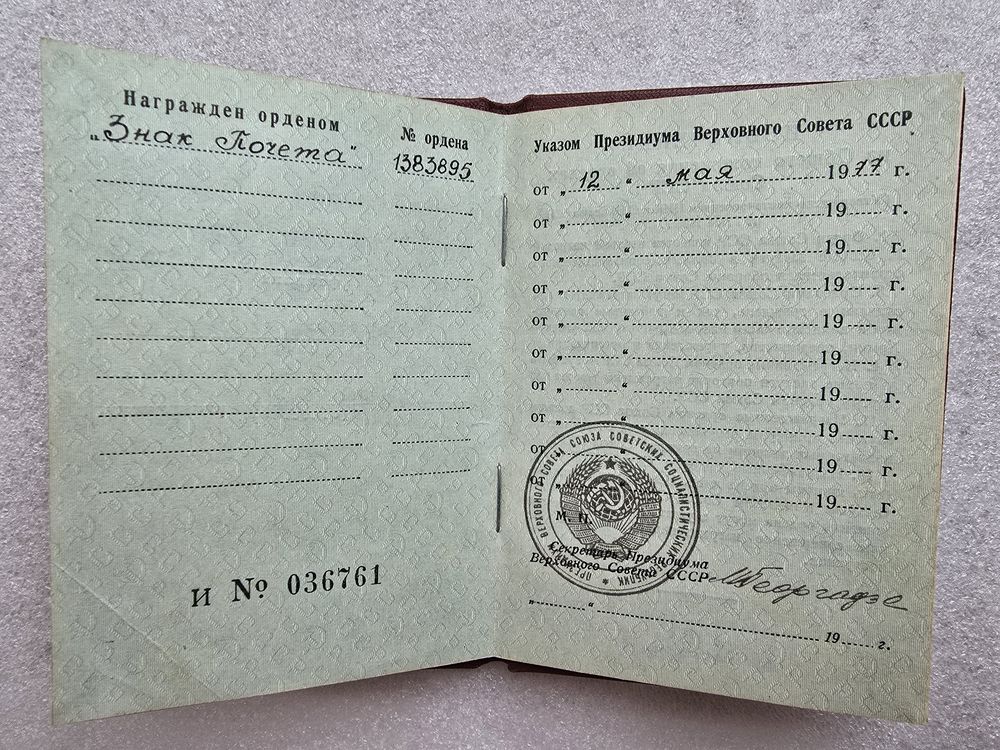 Награжден орденом
№ ордена
„Знак Почета"
1383895
И № 036761
Указом Президиума Верховного Совета СССР
от „ 12 “ мая 1977 г.
от „ “ 19 г.
от „ “ 19 г.
от „ “ 19 г.
от „ “ 19 г.
от „ “ 19 г.
от „ “ 19 г.
от „ “ 19 г.
от „ “ 19 г.
от „ “ 19 г.
ПРЕЗИДИУМ ВЕРХОВНОГО СОВЕТА СОЮЗА СОВЕТСКИХ СОЦИАЛИСТИЧЕСКИХ РЕСПУБЛИК
М. П.
Секретарь Президиума
Верховного Совета СССР
МГеоргадзе
„ “ 19 г.